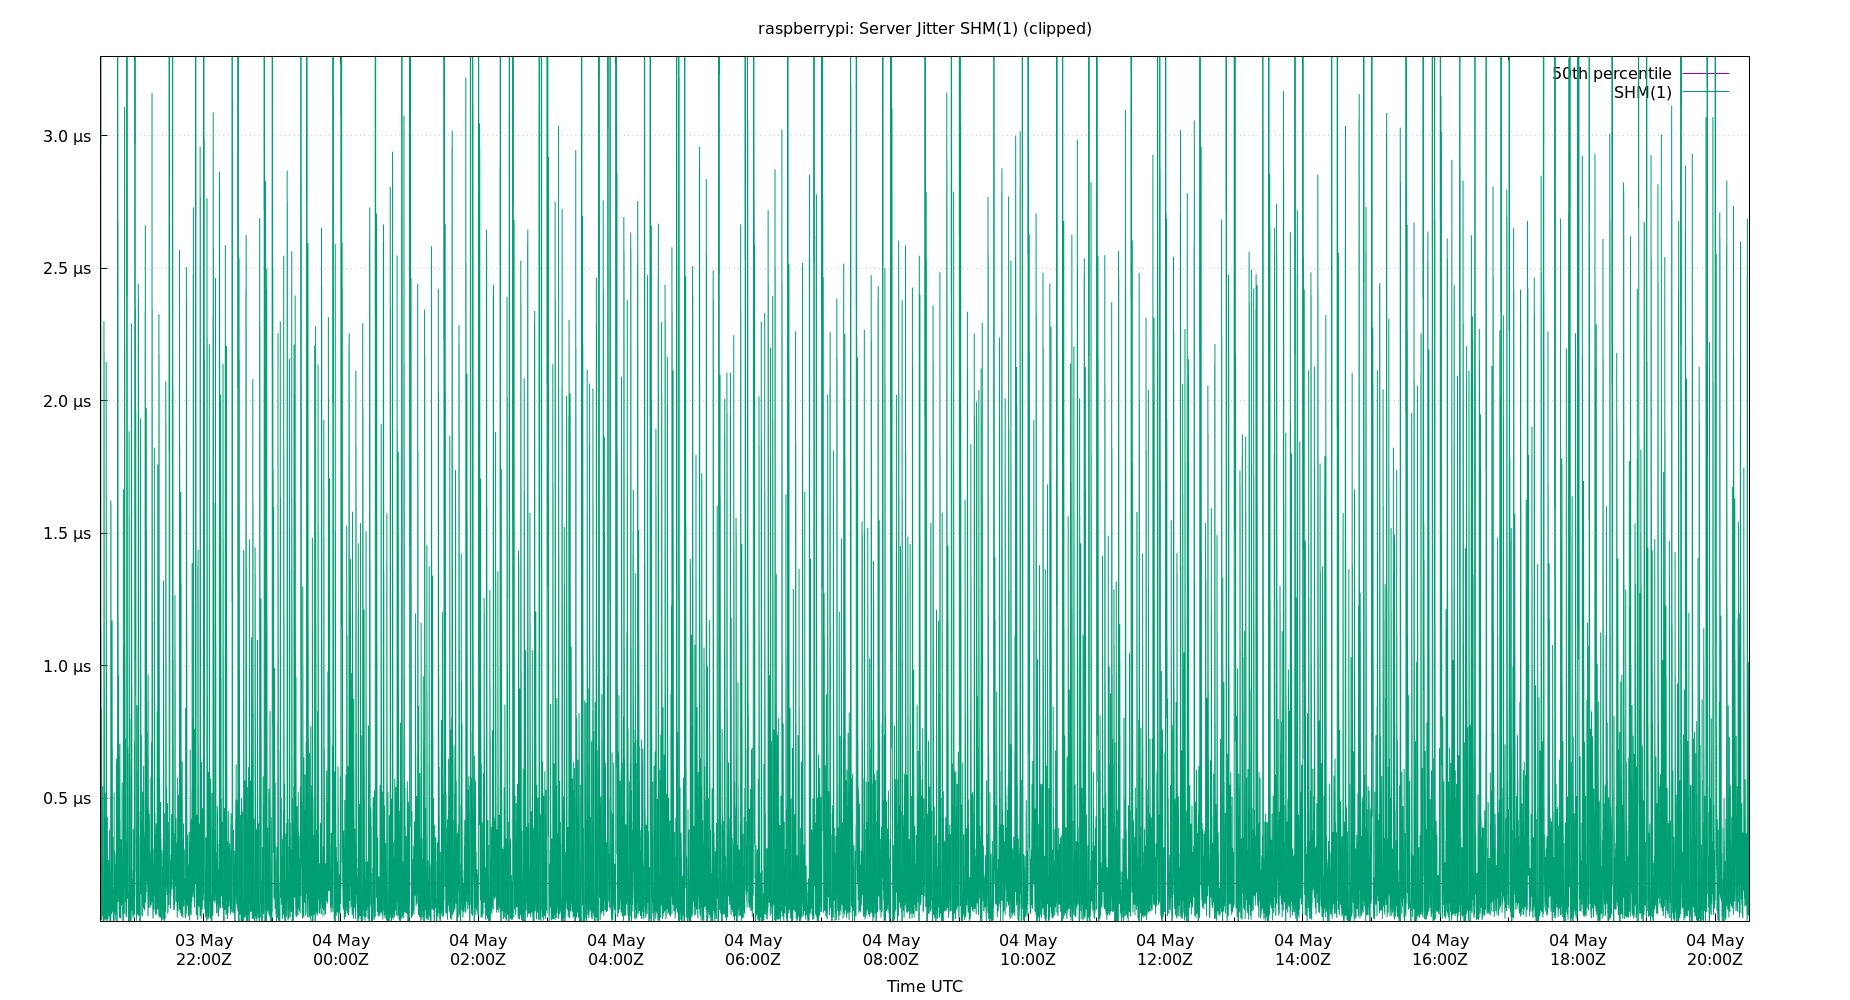 raspberrypi: Server Jitter SHM(1) (clipped)
50th percentile
SHM(1)
3.0 µs
2.5 µs
2.0 µs
1.5 µs
1.0 µs
0.5 µs
03 May 04 May 04 May 04 May 04 May 04 May 04 May 04 May 04 May 04 May 04 May 04 May
22:00Z 00:00Z 02:00Z 04:00Z 06:00Z 08:00Z 10:00Z 12:00Z 14:00Z 16:00Z 18:00Z 20:00Z
Time UTC